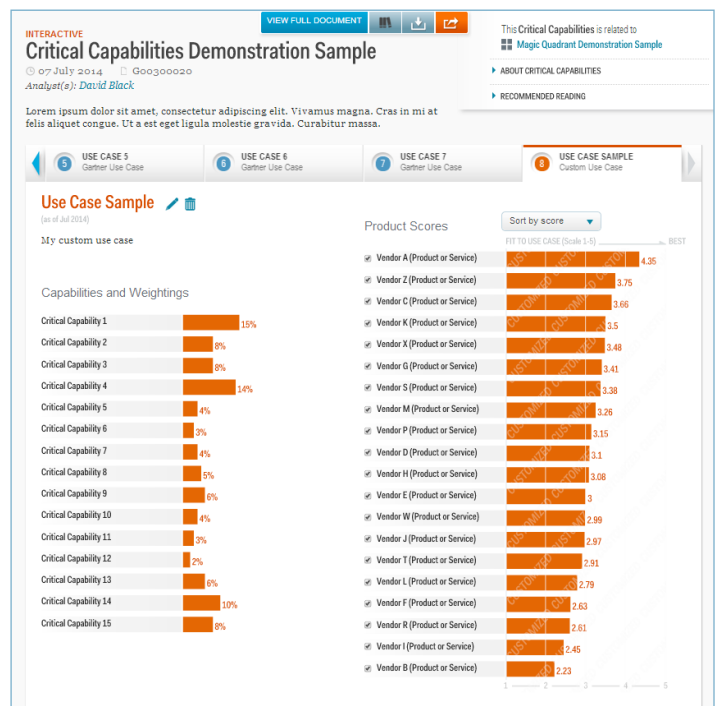 VIEW FULL DOCUMENT
INTERACTIVE
Critical Capabilities Demonstration Sample
07 July 2014 G00300020
Analyst(s): David Black
Lorem ipsum dolor sit amet, consectetur adipiscing elit. Vivamus magna. Cras in mi at
felis aliquet congue. Ut a est eget ligula molestie gravida. Curabitur massa.
This Critical Capabilities is related to
Magic Quadrant Demonstration Sample
ABOUT CRITICAL CAPABILITIES
RECOMMENDED READING
5 USE CASE 5
Gartner Use Case
6 USE CASE 6
Gartner Use Case
7 USE CASE 7
Gartner Use Case
8 USE CASE SAMPLE
Custom Use Case
Use Case Sample
(as of Jul 2014)
My custom use case
Capabilities and Weightings
Critical Capability 1 15%
Critical Capability 2 8%
Critical Capability 3 8%
Critical Capability 4 14%
Critical Capability 5 4%
Critical Capability 6 3%
Critical Capability 7 4%
Critical Capability 8 5%
Critical Capability 9 6%
Critical Capability 10 4%
Critical Capability 11 3%
Critical Capability 12 2%
Critical Capability 13 6%
Critical Capability 14 10%
Critical Capability 15 8%
Product Scores
Sort by score
FIT TO USE CASE (Scale 1-5) BEST
Vendor A (Product or Service) 4.35
Vendor Z (Product or Service) 3.75
Vendor C (Product or Service) 3.66
Vendor K (Product or Service) 3.5
Vendor X (Product or Service) 3.48
Vendor G (Product or Service) 3.41
Vendor S (Product or Service) 3.38
Vendor M (Product or Service) 3.26
Vendor P (Product or Service) 3.15
Vendor D (Product or Service) 3.1
Vendor H (Product or Service) 3.08
Vendor E (Product or Service) 3
Vendor W (Product or Service) 2.99
Vendor J (Product or Service) 2.97
Vendor T (Product or Service) 2.91
Vendor L (Product or Service) 2.79
Vendor F (Product or Service) 2.63
Vendor R (Product or Service) 2.61
Vendor I (Product or Service) 2.45
Vendor B (Product or Service) 2.23
1 2 3 4 5
CUSTOMIZED